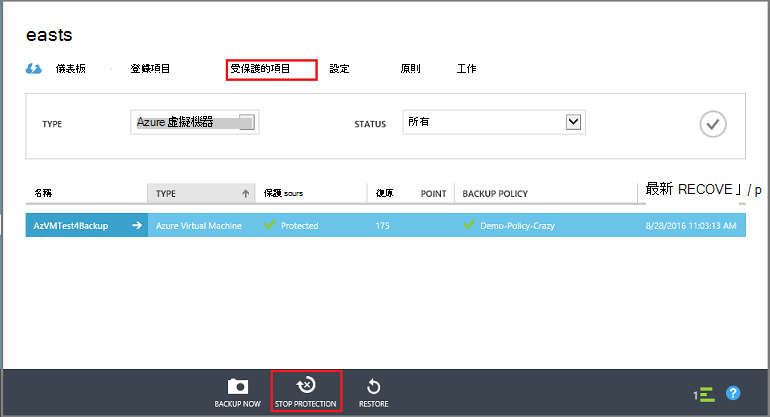 easts
儀表板 登錄項目 受保護的項目 設定 原則 工作
TYPE Azure 虛擬機器 STATUS 所有
名稱 TYPE 保護 sours 復原 POINT BACKUP POLICY 最新 RECOVE」/ p
AzVMTest4Backup Azure Virtual Machine Protected 175 Demo-Policy-Crazy 8/28/2016 11:03:13 AM
BACKUP NOW STOP PROTECTION RESTORE 1 ?